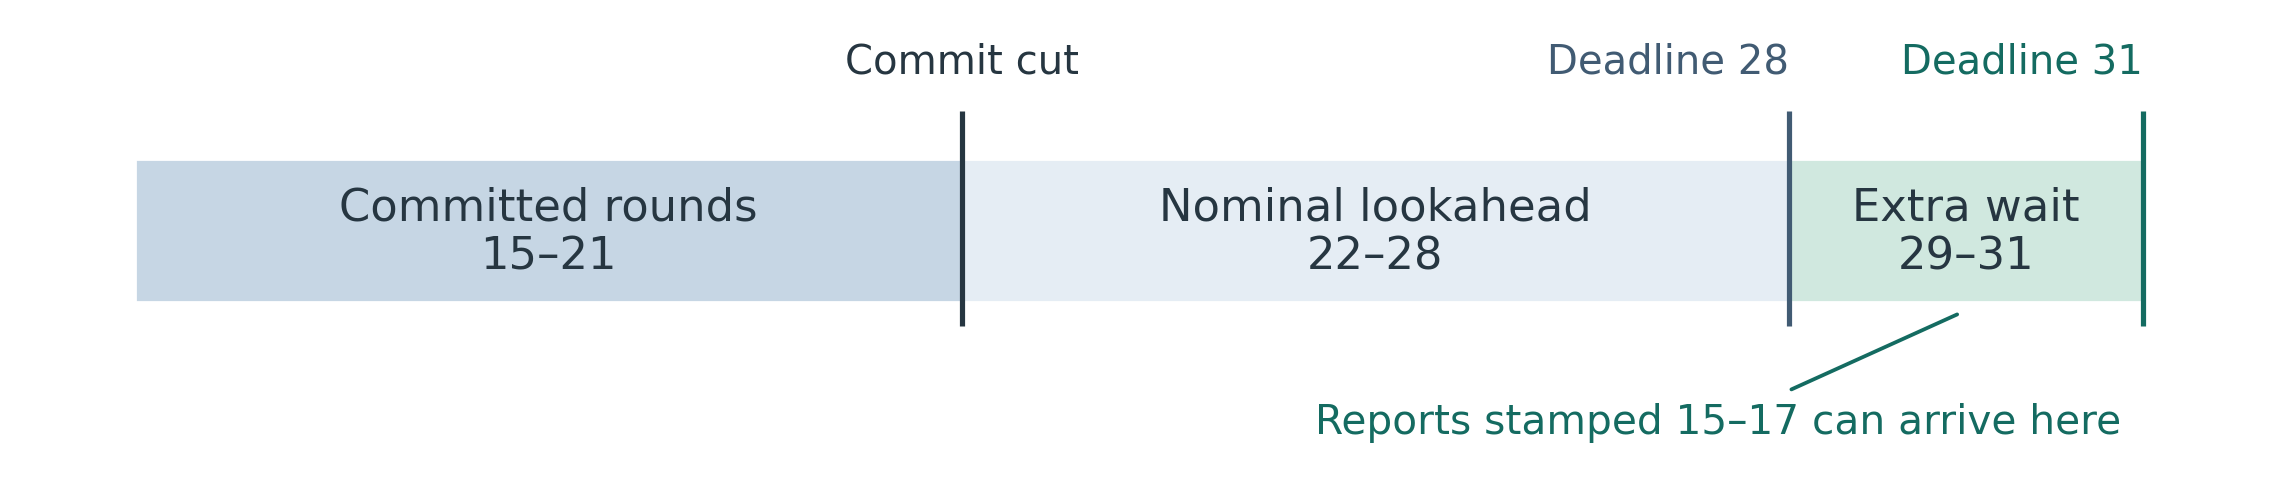 Commit cut
Deadline 28
Deadline 31
Committed rounds
15–21
Nominal lookahead
22–28
Extra wait
29–31
Reports stamped 15–17 can arrive here